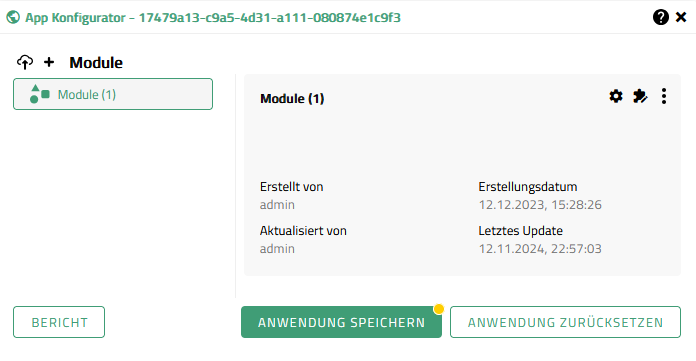 App Konfigurator - 17479a13-c9a5-4d31-a111-080874e1c9f3
Module
Module (1)
Module (1)
Erstellt von
Erstellungsdatum
admin
12.12.2023, 15:28:26
Aktualisiert von
Letztes Update
admin
12.11.2024, 22:57:03
BERICHT
ANWENDUNG SPEICHERN
ANWENDUNG ZURÜCKSETZEN